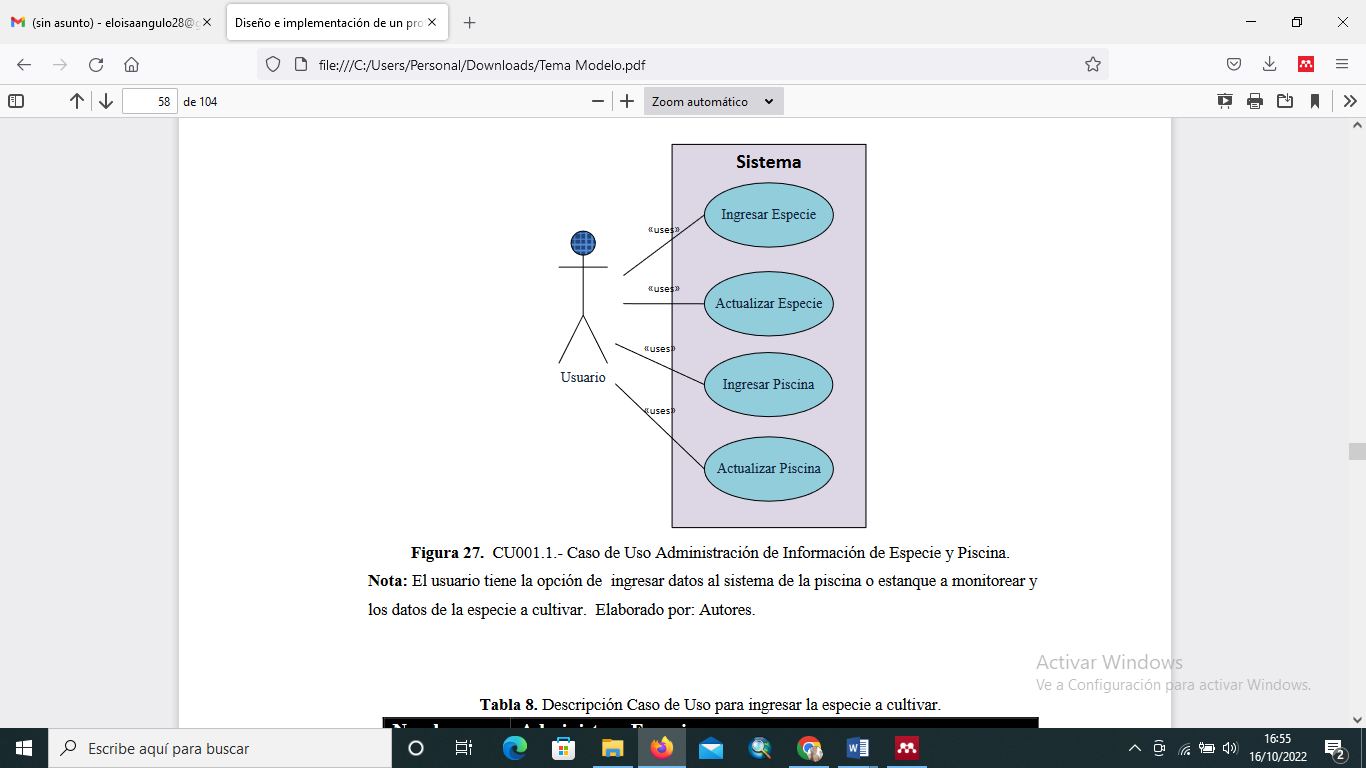 (sin asunto) - eloisaangulo28@g
Diseño e implementación de un pro
file:///C:/Users/Personal/Downloads/Tema Modelo.pdf
58 de 104
Zoom automático
Sistema
Ingresar Especie
«uses»
«uses»
Actualizar Especie
«uses»
Usuario
Ingresar Piscina
«uses»
Actualizar Piscina
Figura 27. CU001.1.- Caso de Uso Administración de Información de Especie y Piscina.
Nota: El usuario tiene la opción de ingresar datos al sistema de la piscina o estanque a monitorear y
los datos de la especie a cultivar. Elaborado por: Autores.
Activar Windows
Ve a Configuración para activar Windows.
Tabla 8. Descripción Caso de Uso para ingresar la especie a cultivar.
Escribe aquí para buscar
16:55
16/10/2022
2